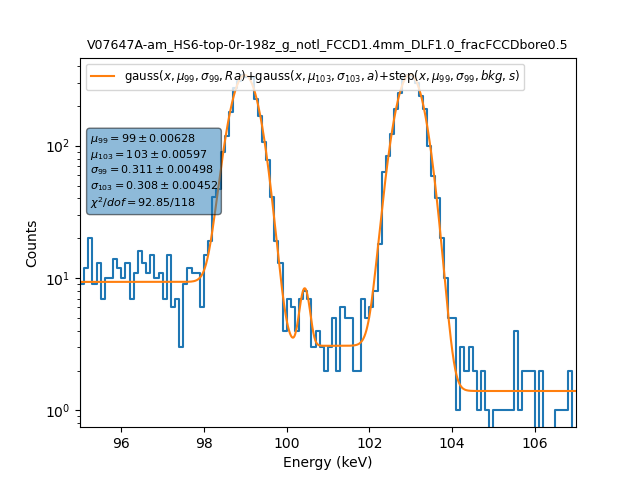 V07647A-am_HS6-top-0r-198z_g_notl_FCCD1.4mm_DLF1.0_fracFCCDbore0.5
gauss(x, μ₉₉, σ₉₉, Ra)+gauss(x, μ₁₀₃, σ₁₀₃, a)+step(x, μ₉₉, σ₉₉, bkg, s)
μ₉₉ = 99 ± 0.00628
μ₁₀₃ = 103 ± 0.00597
σ₉₉ = 0.311 ± 0.00498
σ₁₀₃ = 0.308 ± 0.00452
χ²/dof = 92.85/118
Counts
10²
10¹
10⁰
96 98 100 102 104 106
Energy (keV)